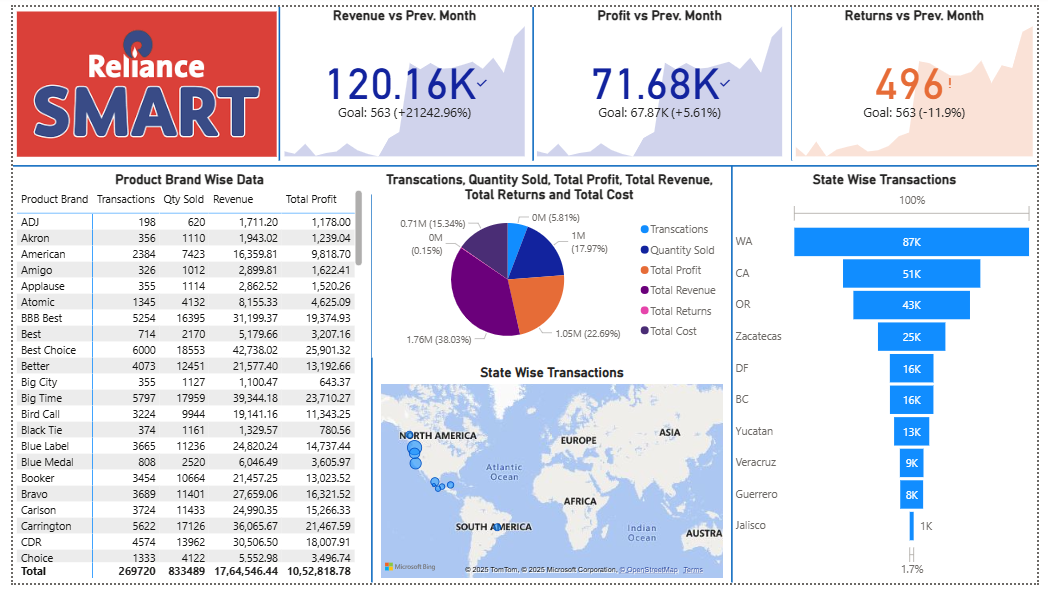 Reliance
SMART
Revenue vs Prev. Month
120.16K✓
Goal: 563 (+21242.96%)
Profit vs Prev. Month
71.68K✓
Goal: 67.87K (+5.61%)
Returns vs Prev. Month
496!
Goal: 563 (-11.9%)
Product Brand Wise Data
Product Brand Transactions Qty Sold Revenue Total Profit
ADJ 198 620 1,711.20 1,178.00
Akron 356 1110 1,943.02 1,239.04
American 2384 7423 16,359.81 9,818.70
Amigo 326 1012 2,899.81 1,622.41
Applause 355 1114 2,862.52 1,520.26
Atomic 1345 4132 8,155.33 4,625.09
BBB Best 5254 16395 31,199.37 19,374.93
Best 714 2170 5,179.66 3,207.16
Best Choice 6000 18553 42,738.02 25,901.32
Better 4073 12451 21,577.40 13,192.66
Big City 355 1127 1,100.47 643.37
Big Time 5797 17959 39,344.18 23,710.27
Bird Call 3224 9944 19,141.16 11,343.25
Black Tie 374 1161 1,329.57 780.56
Blue Label 3665 11236 24,820.24 14,737.44
Blue Medal 808 2520 6,046.49 3,605.97
Booker 3454 10664 21,457.25 13,023.52
Bravo 3689 11401 27,659.06 16,321.52
Carlson 3724 11433 24,990.35 15,266.33
Carrington 5622 17126 36,065.67 21,467.59
CDR 4574 13962 30,506.50 18,007.91
Choice 1333 4122 5,552.98 3,496.74
Total 269720 833489 17,64,546.44 10,52,818.78
Transcations, Quantity Sold, Total Profit, Total Revenue,
Total Returns and Total Cost
0.71M (15.34%)
0M (5.81%)
0M
(0.15%)
1M
(17.97%)
1.76M (38.03%)
1.05M (22.69%)
Transcations
Quantity Sold
Total Profit
Total Revenue
Total Returns
Total Cost
State Wise Transactions
NORTH AMERICA
EUROPE
ASIA
Atlantic
Ocean
AFRICA
SOUTH AMERICA
Indian
Ocean
AUSTRA
Microsoft Bing
© 2025 TomTom, © 2025 Microsoft Corporation, © OpenStreetMap Terms
State Wise Transactions
100%
WA 87K
CA 51K
OR 43K
Zacatecas 25K
DF 16K
BC 16K
Yucatan 13K
Veracruz 9K
Guerrero 8K
Jalisco 1K
1.7%